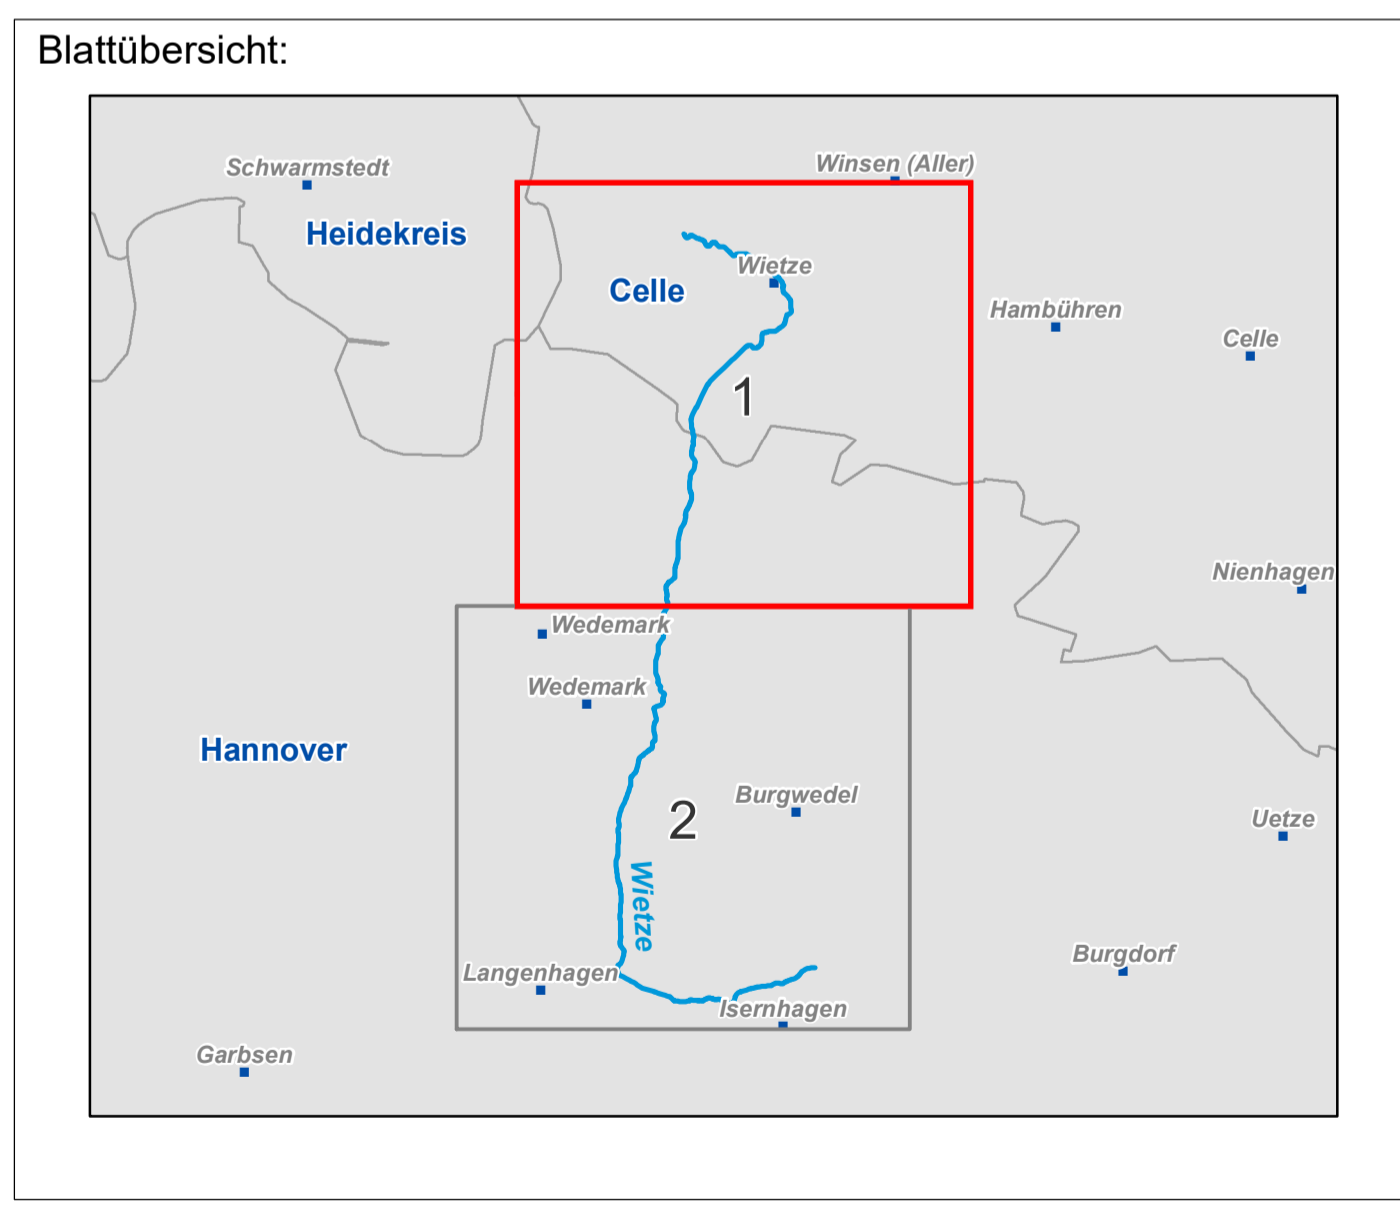 Blattübersicht:
Winsen (Aller)
Schwarmstedt
Heidekreis
Wietze
Celle
Hambühren
Celle
1
Nienhagen
Wedemark
Wedemark
Hannover
Burgwedel
2
Uetze
Wietze
Burgdorf
Langenhagen
Isernhagen
Garbsen